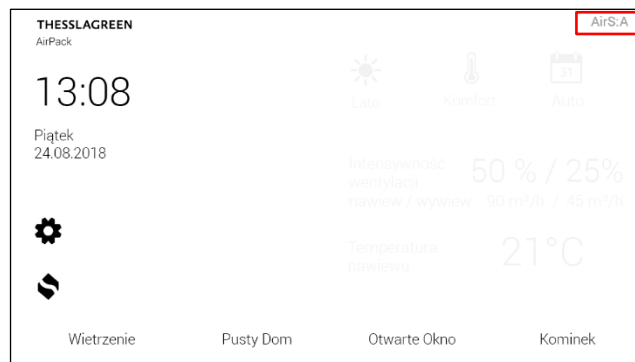 THESSLAGREEN
AirPack
AirS:A
13:08
Piątek
24.08.2018
31
Lato
Komfort
Auto
Intensywność
wentylacji
nawiew / wywiew
50 % / 25%
90 m³/h / 45 m³/h
Temperatura
nawiewu
21°C
Wietrzenie
Pusty Dom
Otwarte Okno
Kominek